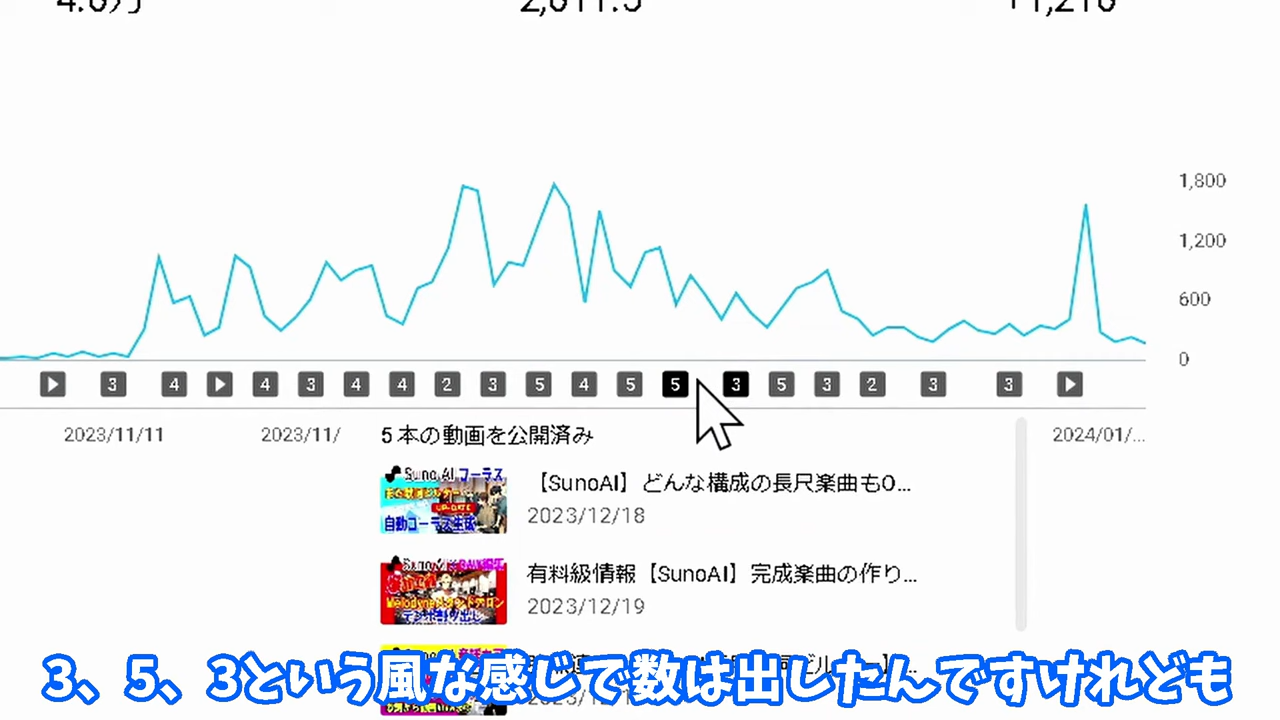 1,800
1,200
600
0
3 4 4 3 4 4 2 3 5 4 5 5 3 5 3 2 3 3
2023/11/11 2023/11/ 2024/01/...
5 本の動画を公開済み
【SunoAI】どんな構成の長尺楽曲もO...
2023/12/18
有料級情報【SunoAI】完成楽曲の作り...
2023/12/19
3、5、3という風な感じで数は出したんですけれども